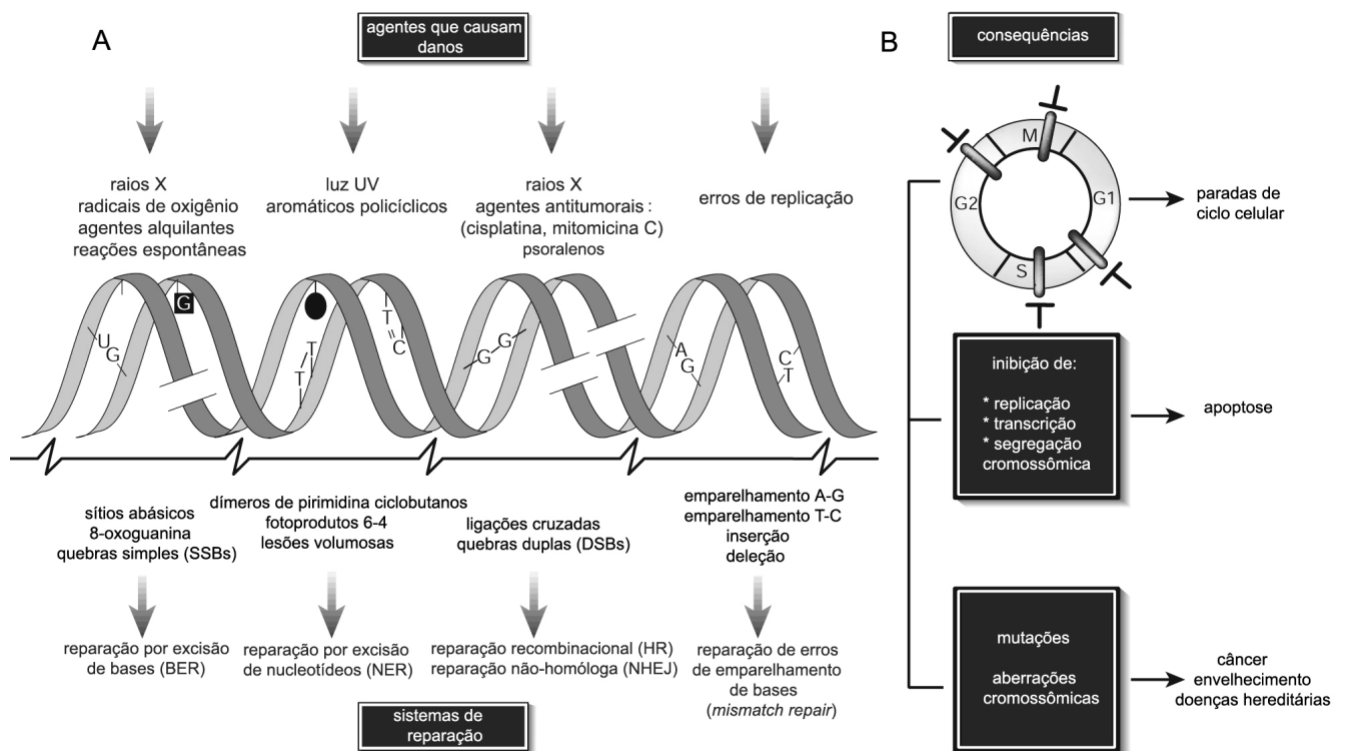 A
agentes que causam
danos
raios X
radicais de oxigênio
agentes alquilantes
reações espontâneas
luz UV
aromáticos policíclicos
raios X
agentes antitumorais :
(cisplatina, mitomicina C)
psoralenos
erros de replicação
U
G
G
T
T
T
C
G
G
A
G
C
T
sítios abásicos
8-oxoguanina
quebras simples (SSBs)
dímeros de pirimidina ciclobutanos
fotoprodutos 6-4
lesões volumosas
ligações cruzadas
quebras duplas (DSBs)
emparelhamento A-G
emparelhamento T-C
inserção
deleção
reparação por excisão
de bases (BER)
reparação por excisão
de nucleotídeos (NER)
reparação recombinacional (HR)
reparação não-homóloga (NHEJ)
reparação de erros
de emparelhamento
de bases
(mismatch repair)
sistemas de
reparação
B
consequências
M
G1
G2
S
paradas de
ciclo celular
inibição de:
* replicação
* transcrição
* segregação
cromossômica
apoptose
mutações
aberrações
cromossômicas
câncer
envelhecimento
doenças hereditárias